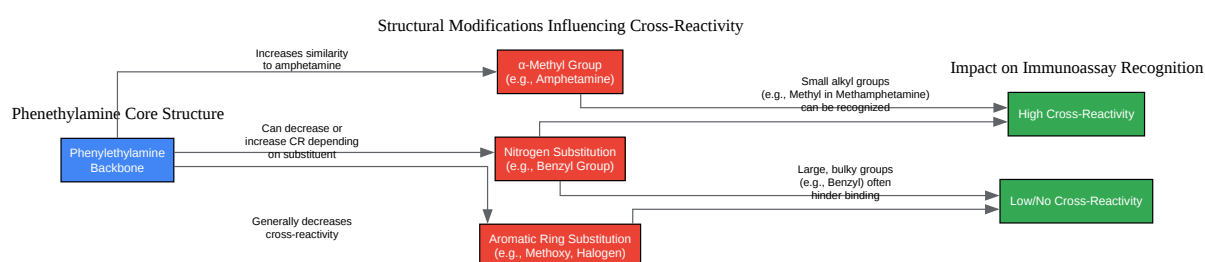 Structural Modifications Influencing Cross-Reactivity
Increases similarity
to amphetamine
α-Methyl Group
(e.g., Amphetamine)
Impact on Immunoassay Recognition
Small alkyl groups
(e.g., Methyl in Methamphetamine)
can be recognized
High Cross-Reactivity
Phenethylamine Core Structure
Can decrease or
increase CR depending
on substituent
Phenylethylamine
Backbone
Nitrogen Substitution
(e.g., Benzyl Group)
Large, bulky groups
(e.g., Benzyl) often
hinder binding
Low/No Cross-Reactivity
Generally decreases
cross-reactivity
Aromatic Ring Substitution
(e.g., Methoxy, Halogen)